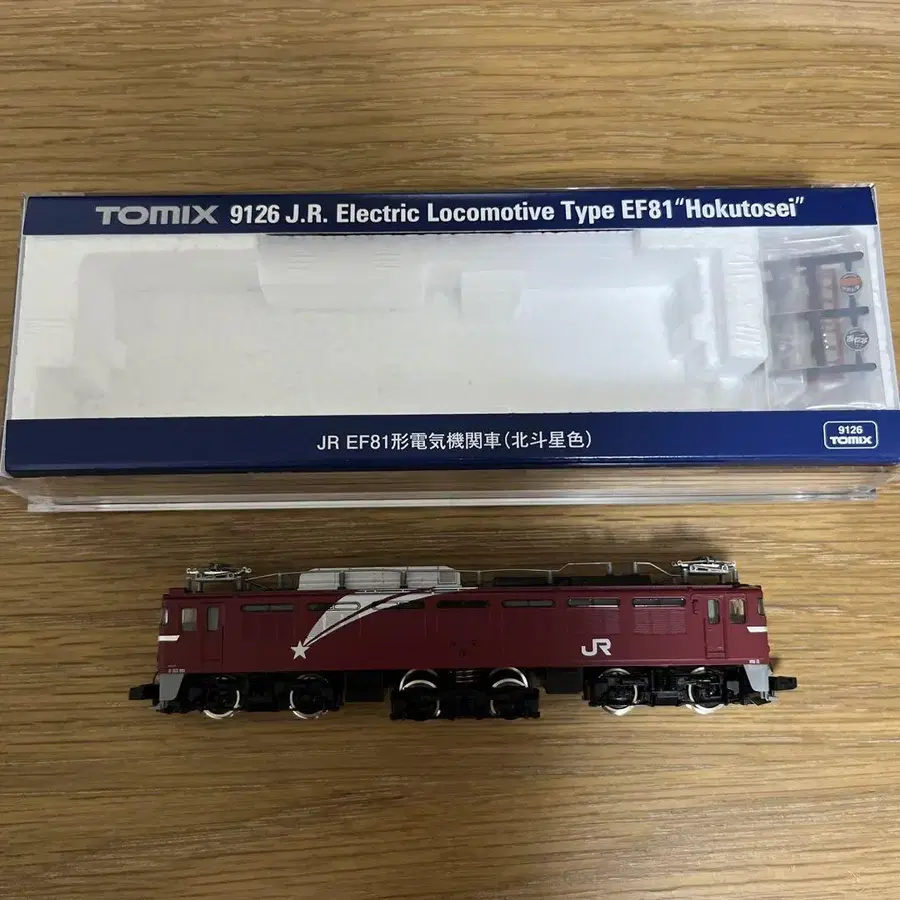 TOMIX 9126 J.R. Electric Locomotive Type EF81"Hokutosei"
JR EF81形電気機関車(北斗星色)
9126
TOMIX
JR